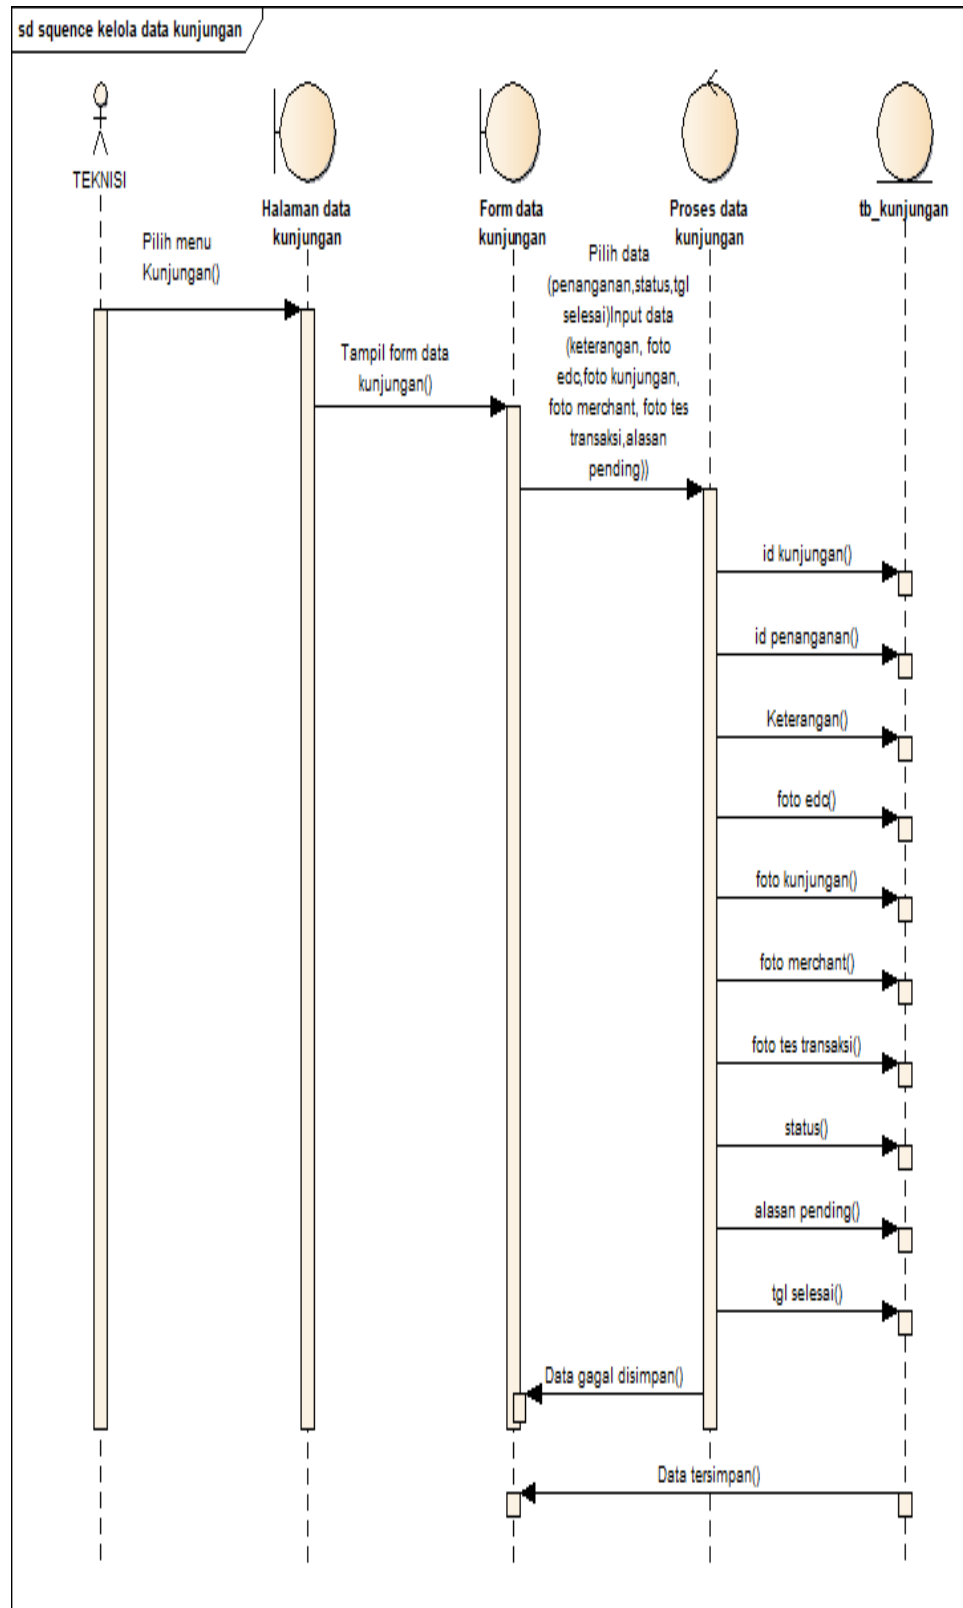 sd squence kelola data kunjungan
TEKNISI
Halaman data
kunjungan
Form data
kunjungan
Proses data
kunjungan
tb_kunjungan
Pilih menu
Kunjungan()
Tampil form data
kunjungan()
Pilih data
(penanganan,status,tgl
selesai)Input data
(keterangan, foto
edc,foto kunjungan,
foto merchant, foto tes
transaksi,alasan
pending))
id kunjungan()
id penanganan()
Keterangan()
foto edc()
foto kunjungan()
foto merchant()
foto tes transaksi()
status()
alasan pending()
tgl selesai()
Data gagal disimpan()
Data tersimpan()